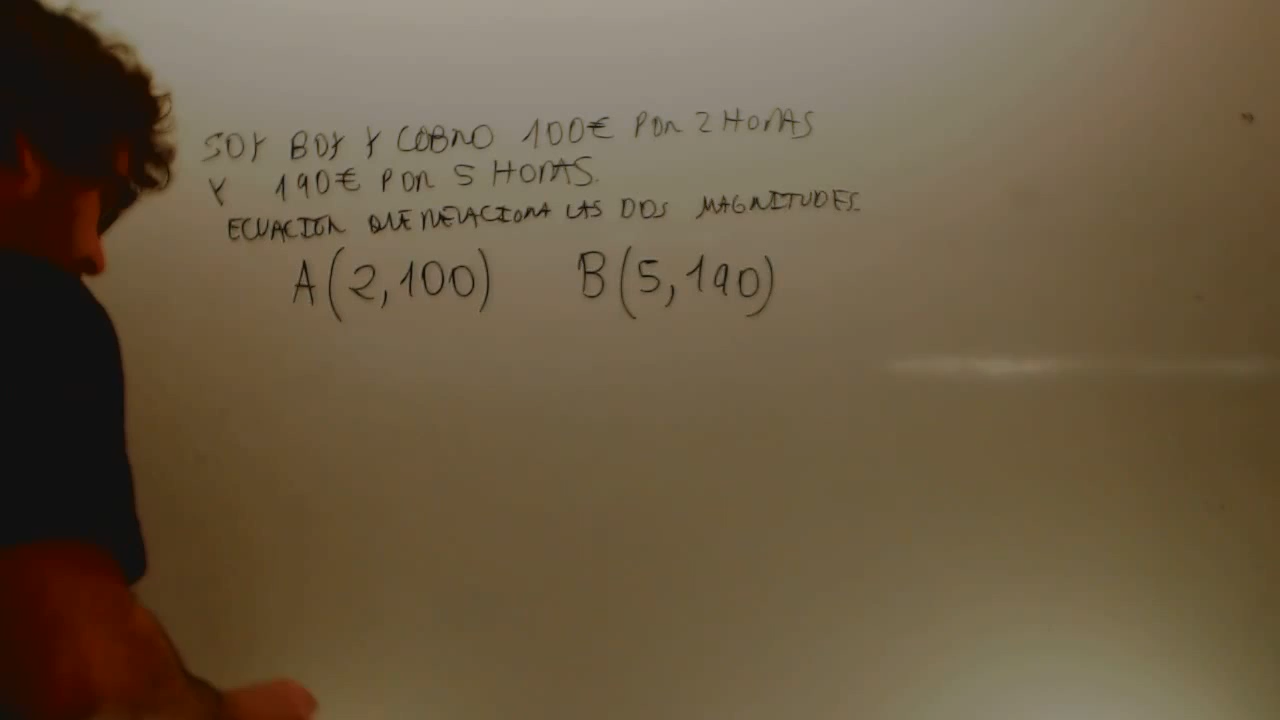 SOY BOY Y COBRO 100€ POR 2 HORAS
Y 190€ POR 5 HORAS.
ECUACION QUE RELACIONA LAS DOS MAGNITUDES.
A(2,100) B(5,190)